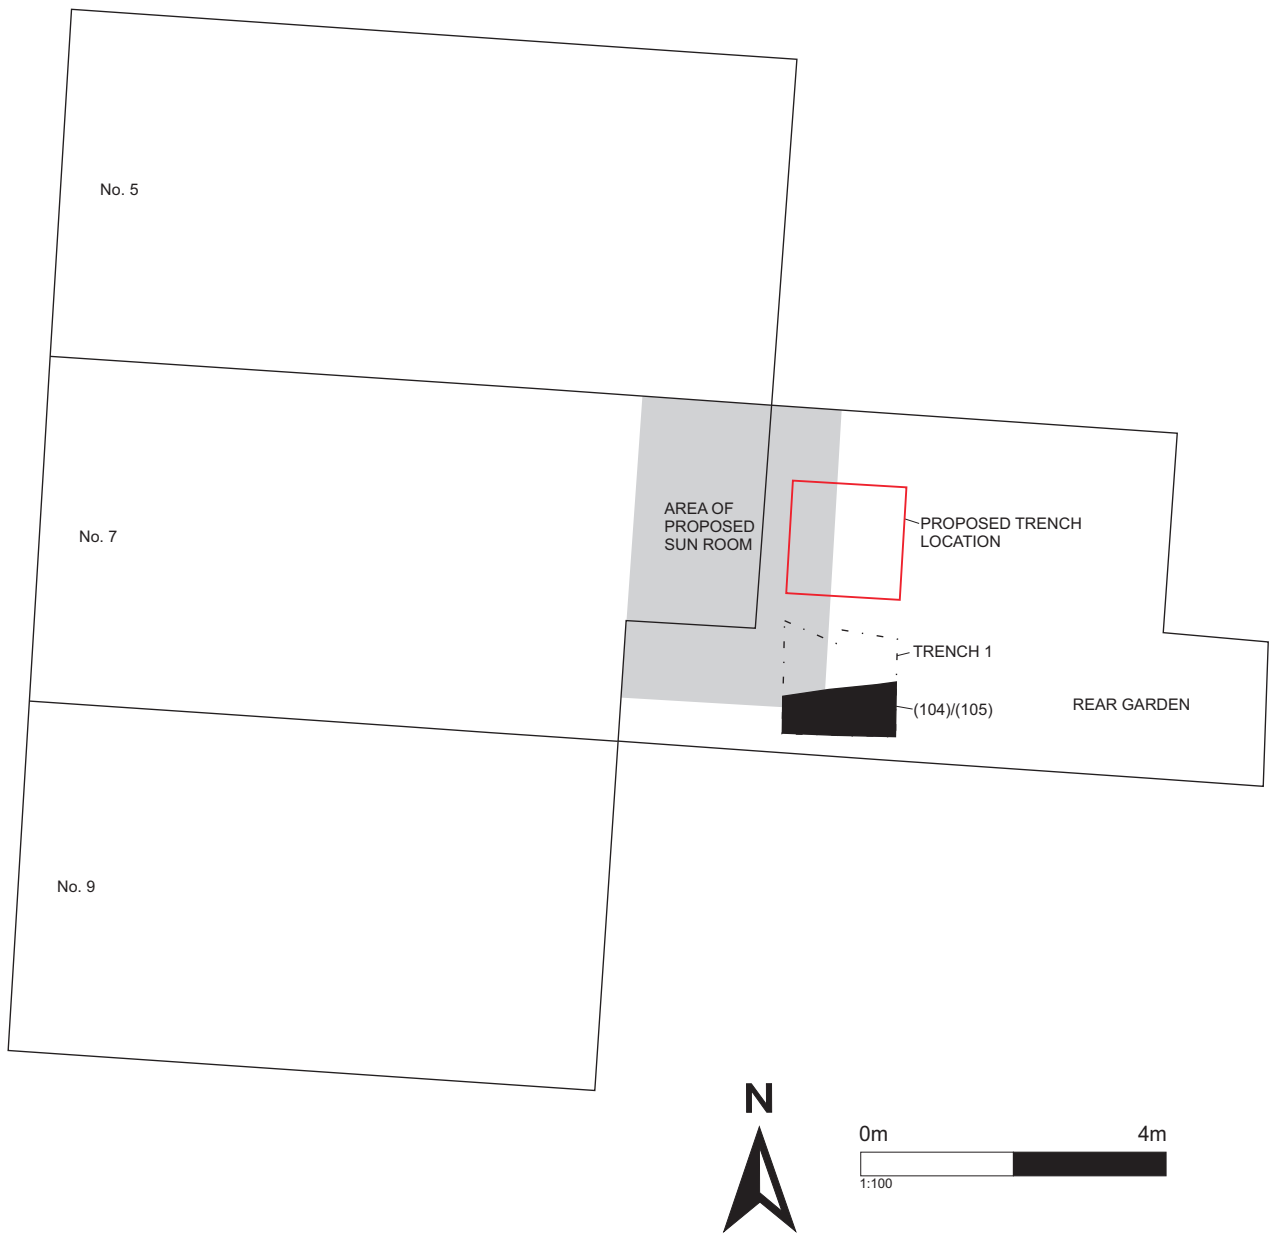 No. 5
No. 7
AREA OF
PROPOSED
SUN ROOM
PROPOSED TRENCH
LOCATION
TRENCH 1
(104)/(105)
REAR GARDEN
No. 9
N
0m 4m
1:100